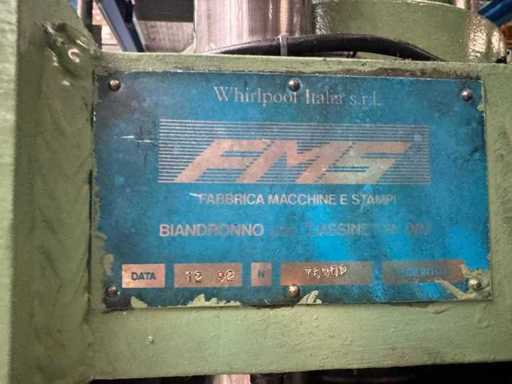 Whirlpool Italia s.r.l.
FMS
FABBRICA MACCHINE E STAMPI
BIANDRONNO
DATA 12 92 N